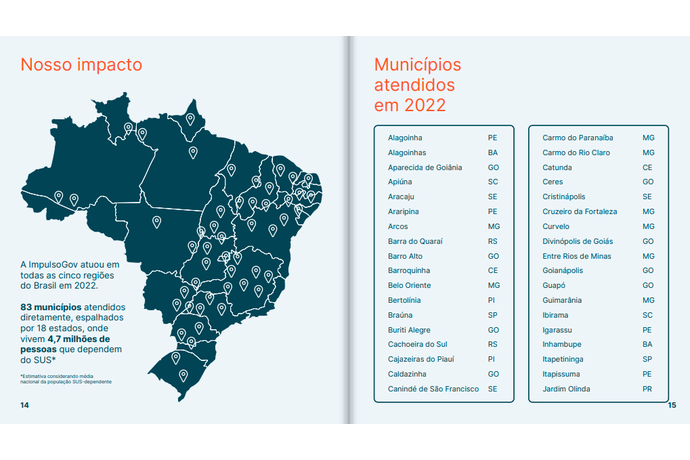 Nosso impacto
A ImpulsoGov atuou em
todas as cinco regiões
do Brasil em 2022.
83 municípios atendidos
diretamente, espalhados
por 18 estados, onde
vivem 4,7 milhões de
pessoas que dependem
do SUS*
*Estimativa considerando média
nacional da população SUS-dependente
14
Municípios
atendidos
em 2022
Alagoinha PE
Alagoinhas BA
Aparecida de Goiânia GO
Apiúna SC
Aracaju SE
Araripina PE
Arcos MG
Barra do Quaraí RS
Barro Alto GO
Barroquinha CE
Belo Oriente MG
Bertolínia PI
Braúna SP
Buriti Alegre GO
Cachoeira do Sul RS
Cajazeiras do Piauí PI
Caldazinha GO
Canindé de São Francisco SE
Carmo do Paranaíba MG
Carmo do Rio Claro MG
Catunda CE
Ceres GO
Cristinápolis SE
Cruzeiro da Fortaleza MG
Curvelo MG
Divinópolis de Goiás GO
Entre Rios de Minas MG
Goianápolis GO
Guapó GO
Guimarânia MG
Ibirama SC
Igarassu PE
Inhambupe BA
Itapetininga SP
Itapissuma PE
Jardim Olinda PR
15